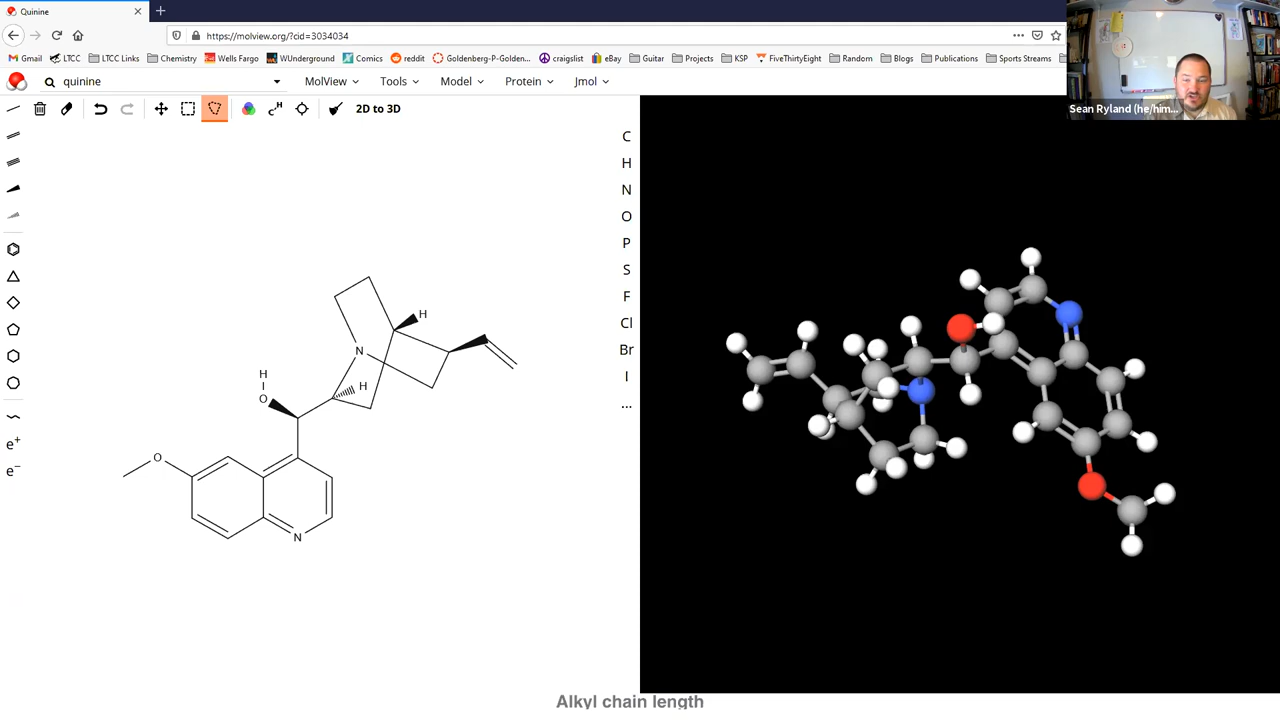 Quinine
https://molview.org/?cid=3034034
Gmail LTCC LTCC Links Chemistry Wells Fargo WUnderground Comics reddit Goldenberg-P-Golden... craigslist eBay Guitar Projects KSP FiveThirtyEight Random Blogs Publications Sports Streams
quinine MolView Tools Model Protein Jmol
Sean Ryland (he/him...
2D to 3D
C
H
N
O
P
S
F
Cl
Br
I
...
e+
e−
H
N
H
H
O
O
N
Alkyl chain length